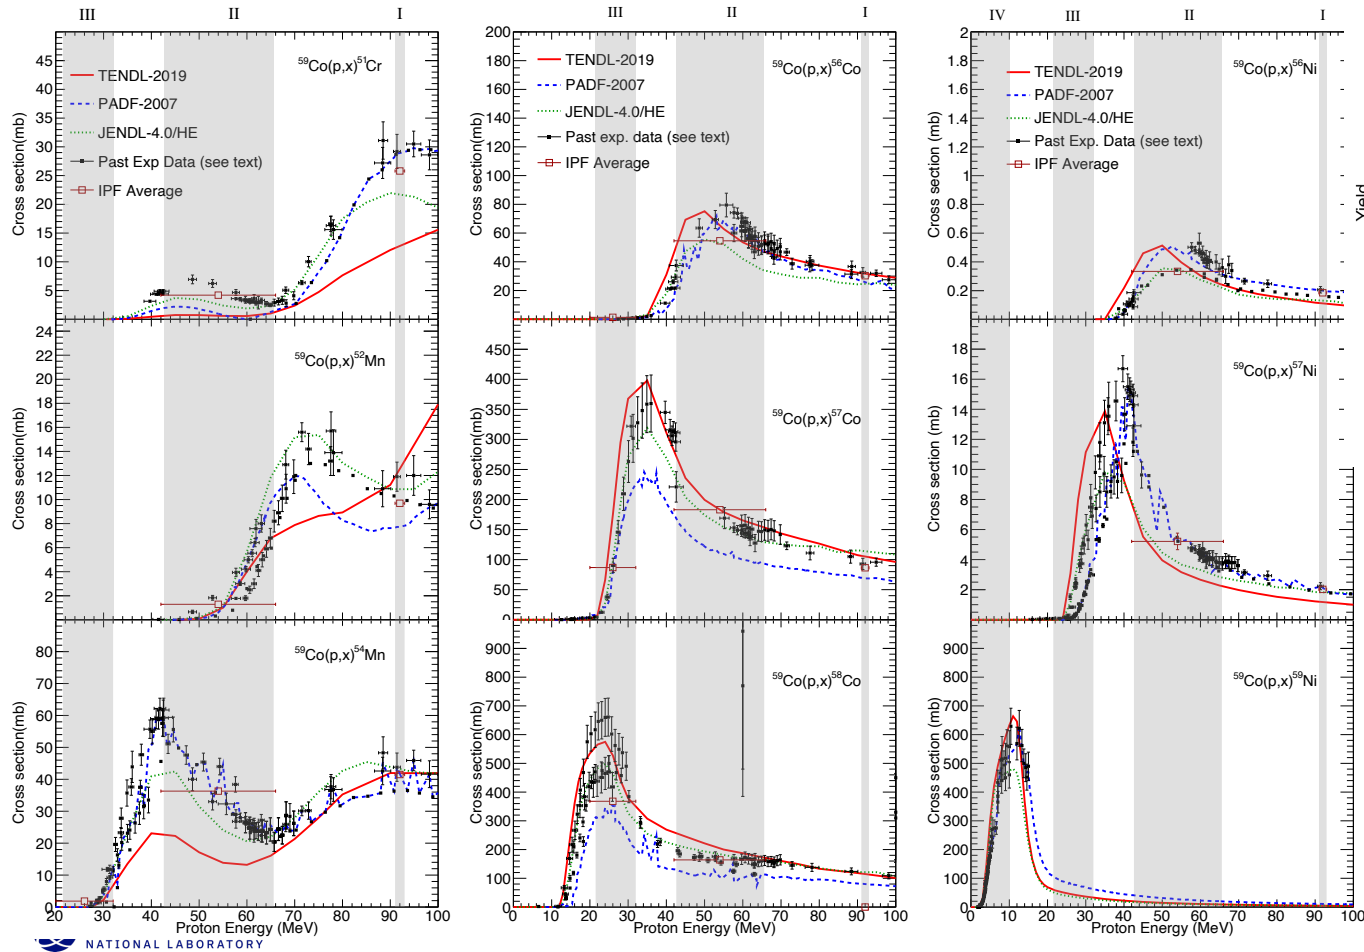 III II I
III II I
IV III II I
Cross section(mb)
45
40
35
30
25
20
15
10
5
TENDL-2019
PADF-2007
JENDL-4.0/HE
Past Exp Data (see text)
IPF Average
59Co(p,x)51Cr
Cross section (mb)
200
180
160
140
120
100
80
60
40
20
TENDL-2019
PADF-2007
JENDL-4.0/HE
Past exp. data (see text)
IPF Average
59Co(p,x)56Co
Cross section (mb)
2
1.8
1.6
1.4
1.2
1
0.8
0.6
0.4
0.2
TENDL-2019
PADF-2007
JENDL-4.0/HE
Past Exp. Data (see text)
IPF Average
59Co(p,x)56Ni
Yield
Cross section(mb)
24
22
20
18
16
14
12
10
8
6
4
2
59Co(p,x)52Mn
Cross section(mb)
450
400
350
300
250
200
150
100
50
0
59Co(p,x)57Co
Cross section (mb)
18
16
14
12
10
8
6
4
2
59Co(p,x)57Ni
Cross section(mb)
80
70
60
50
40
30
20
10
0
59Co(p,x)54Mn
20 30 40 50 60 70 80 90 100
Proton Energy (MeV)
Cross section (mb)
900
800
700
600
500
400
300
200
100
0
59Co(p,x)58Co
0 10 20 30 40 50 60 70 80 90 100
Proton Energy (MeV)
Cross section (mb)
900
800
700
600
500
400
300
200
100
0
59Co(p,x)59Ni
0 10 20 30 40 50 60 70 80 90 100
Proton Energy (MeV)
NATIONAL LABORATORY